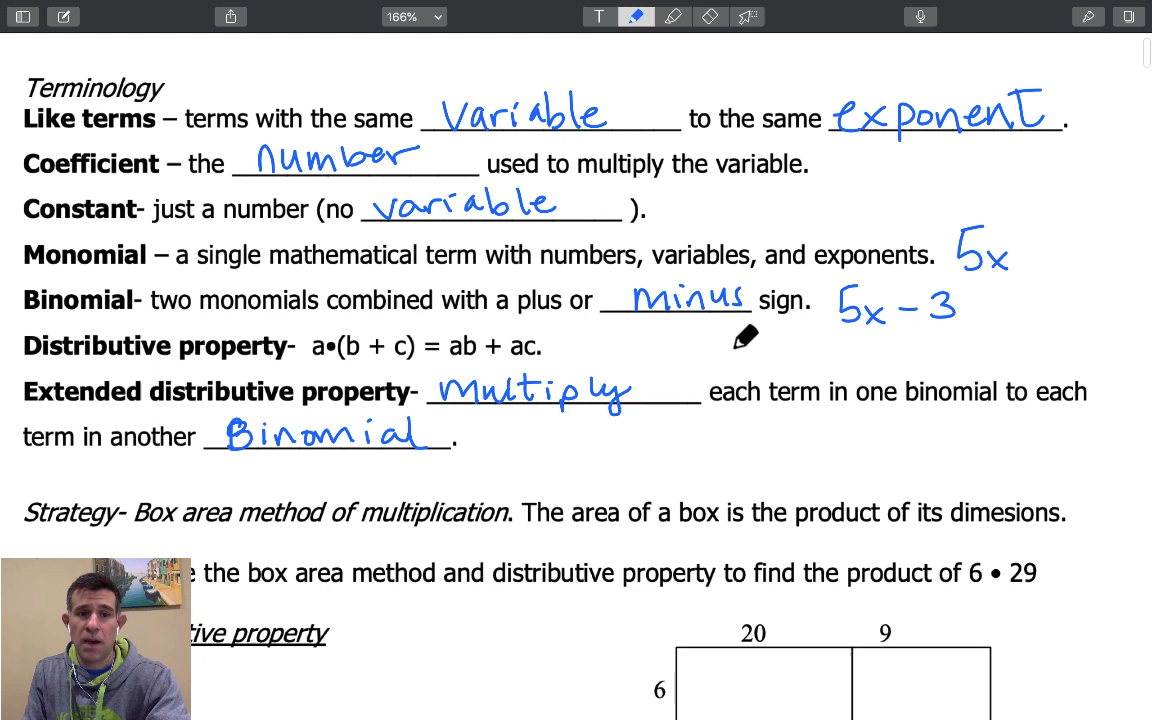 166%
T
Terminology
Like terms – terms with the same variable to the same exponent.
Coefficient – the number used to multiply the variable.
Constant- just a number (no variable ).
Monomial – a single mathematical term with numbers, variables, and exponents. 5x
Binomial- two monomials combined with a plus or minus sign. 5x - 3
Distributive property- a•(b + c) = ab + ac.
Extended distributive property- multiply each term in one binomial to each
term in another Binomial.
Strategy- Box area method of multiplication. The area of a box is the product of its dimesions.
the box area method and distributive property to find the product of 6 • 29
property
20 9
6